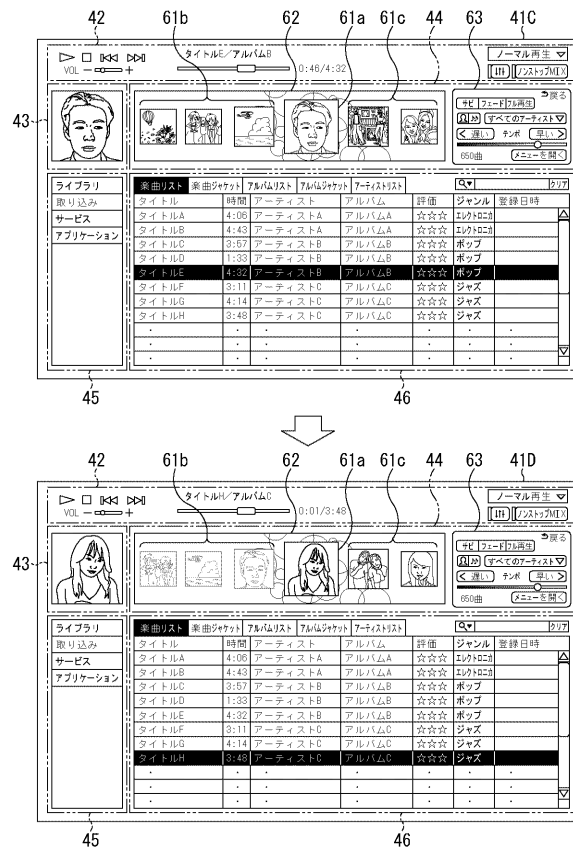 42 61b 62 61a 61c 44 63 41C
タイトルE/アルバムB
ノーマル再生 ▽
VOL − +
0:46/4:32
ノンストップMIX
43
戻る
サビ フェード フル再生
すべてのアーティスト▽
< 遅い テンポ 早い >
650曲 メニューを開く
ライブラリ
取り込み
サービス
アプリケーション
楽曲リスト 楽曲ジャケット アルバムリスト アルバムジャケット アーティストリスト クリア
タイトル 時間 アーティスト アルバム 評価 ジャンル 登録日時
タイトルA 4:06 アーティストA アルバムA ☆☆☆ エレクトロニカ
タイトルB 4:43 アーティストA アルバムA ☆☆☆ エレクトロニカ
タイトルC 3:57 アーティストB アルバムB ☆☆☆ ポップ
タイトルD 1:33 アーティストB アルバムB ☆☆☆ ポップ
タイトルE 4:32 アーティストB アルバムB ☆☆☆ ポップ
タイトルF 3:11 アーティストC アルバムC ☆☆☆ ジャズ
タイトルG 4:14 アーティストC アルバムC ☆☆☆ ジャズ
タイトルH 3:48 アーティストC アルバムC ☆☆☆ ジャズ
45 46
42 61b 62 61a 61c 44 63 41D
タイトルH/アルバムC
ノーマル再生 ▽
VOL − +
0:01/3:48
ノンストップMIX
43
戻る
サビ フェード フル再生
すべてのアーティスト▽
< 遅い テンポ 早い >
650曲 メニューを開く
ライブラリ
取り込み
サービス
アプリケーション
楽曲リスト 楽曲ジャケット アルバムリスト アルバムジャケット アーティストリスト クリア
タイトル 時間 アーティスト アルバム 評価 ジャンル 登録日時
タイトルA 4:06 アーティストA アルバムA ☆☆☆ エレクトロニカ
タイトルB 4:43 アーティストA アルバムA ☆☆☆ エレクトロニカ
タイトルC 3:57 アーティストB アルバムB ☆☆☆ ポップ
タイトルD 1:33 アーティストB アルバムB ☆☆☆ ポップ
タイトルE 4:32 アーティストB アルバムB ☆☆☆ ポップ
タイトルF 3:11 アーティストC アルバムC ☆☆☆ ジャズ
タイトルG 4:14 アーティストC アルバムC ☆☆☆ ジャズ
タイトルH 3:48 アーティストC アルバムC ☆☆☆ ジャズ
45 46